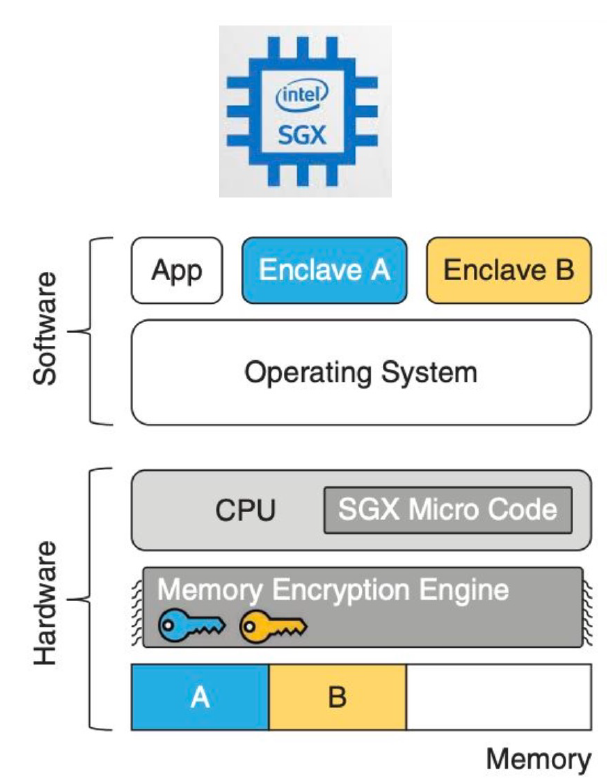 intel
SGX
Software
App
Enclave A
Enclave B
Operating System
Hardware
CPU
SGX Micro Code
Memory Encryption Engine
A
B
Memory